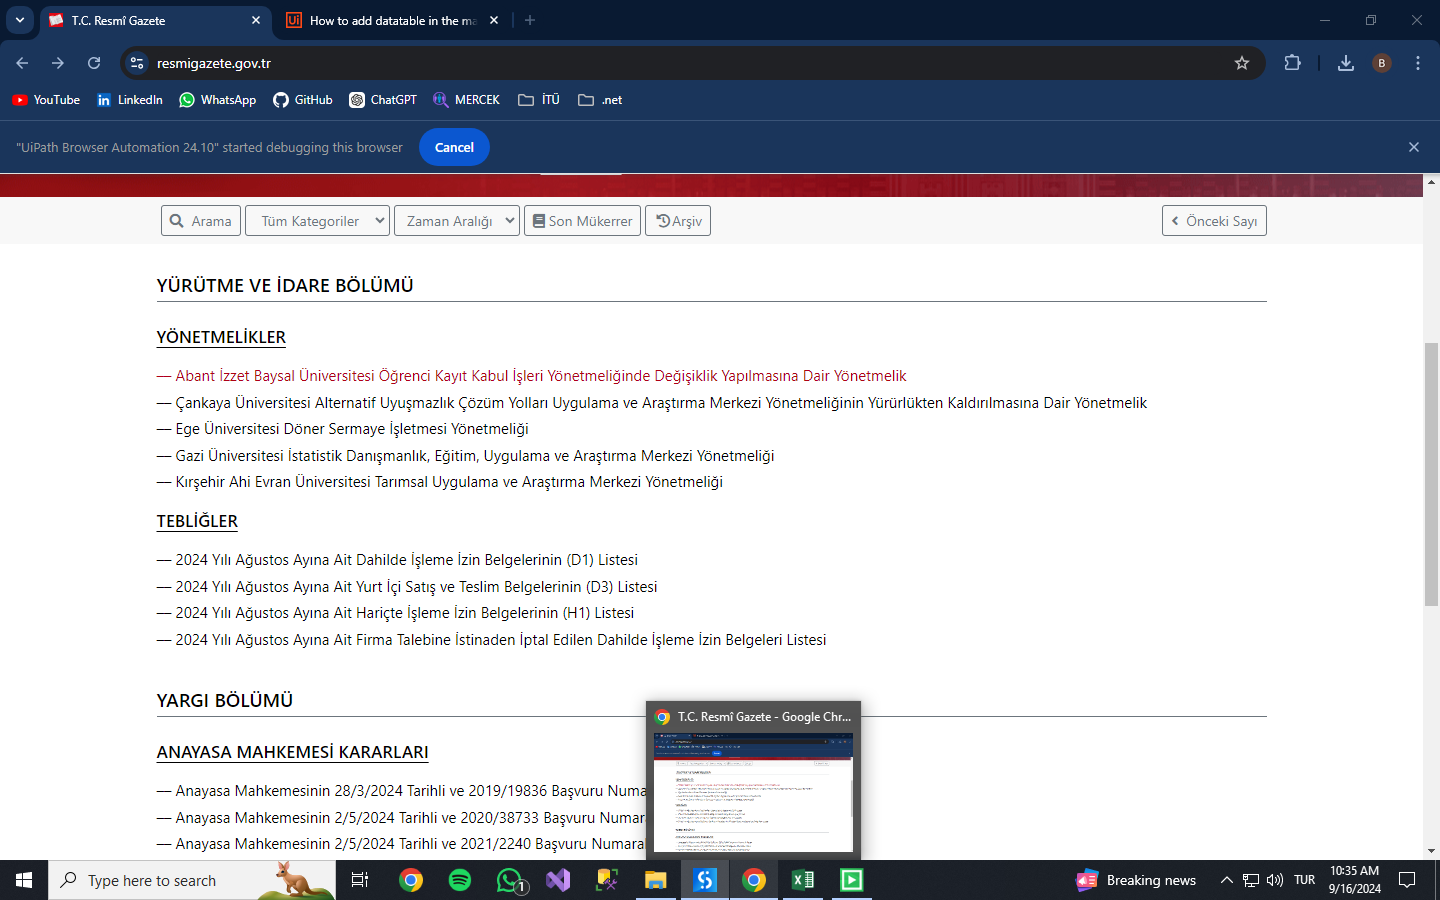 T.C. Resmî Gazete
How to add datatable in the ma
resmigazete.gov.tr
B
YouTube
LinkedIn
WhatsApp
GitHub
ChatGPT
MERCEK
İTÜ
.net
"UiPath Browser Automation 24.10" started debugging this browser
Cancel
Arama
Tüm Kategoriler
Zaman Aralığı
Son Mükerrer
Arşiv
Önceki Sayı
YÜRÜTME VE İDARE BÖLÜMÜ
YÖNETMELİKLER
— Abant İzzet Baysal Üniversitesi Öğrenci Kayıt Kabul İşleri Yönetmeliğinde Değişiklik Yapılmasına Dair Yönetmelik
— Çankaya Üniversitesi Alternatif Uyuşmazlık Çözüm Yolları Uygulama ve Araştırma Merkezi Yönetmeliğinin Yürürlükten Kaldırılmasına Dair Yönetmelik
— Ege Üniversitesi Döner Sermaye İşletmesi Yönetmeliği
— Gazi Üniversitesi İstatistik Danışmanlık, Eğitim, Uygulama ve Araştırma Merkezi Yönetmeliği
— Kırşehir Ahi Evran Üniversitesi Tarımsal Uygulama ve Araştırma Merkezi Yönetmeliği
TEBLİĞLER
— 2024 Yılı Ağustos Ayına Ait Dahilde İşleme İzin Belgelerinin (D1) Listesi
— 2024 Yılı Ağustos Ayına Ait Yurt İçi Satış ve Teslim Belgelerinin (D3) Listesi
— 2024 Yılı Ağustos Ayına Ait Hariçte İşleme İzin Belgelerinin (H1) Listesi
— 2024 Yılı Ağustos Ayına Ait Firma Talebine İstinaden İptal Edilen Dahilde İşleme İzin Belgeleri Listesi
YARGI BÖLÜMÜ
T.C. Resmî Gazete - Google Chr...
ANAYASA MAHKEMESİ KARARLARI
— Anayasa Mahkemesinin 28/3/2024 Tarihli ve 2019/19836 Başvuru Numa
— Anayasa Mahkemesinin 2/5/2024 Tarihli ve 2020/38733 Başvuru Numara
— Anayasa Mahkemesinin 2/5/2024 Tarihli ve 2021/2240 Başvuru Numaral
Type here to search
1
Breaking news
TUR
10:35 AM
9/16/2024